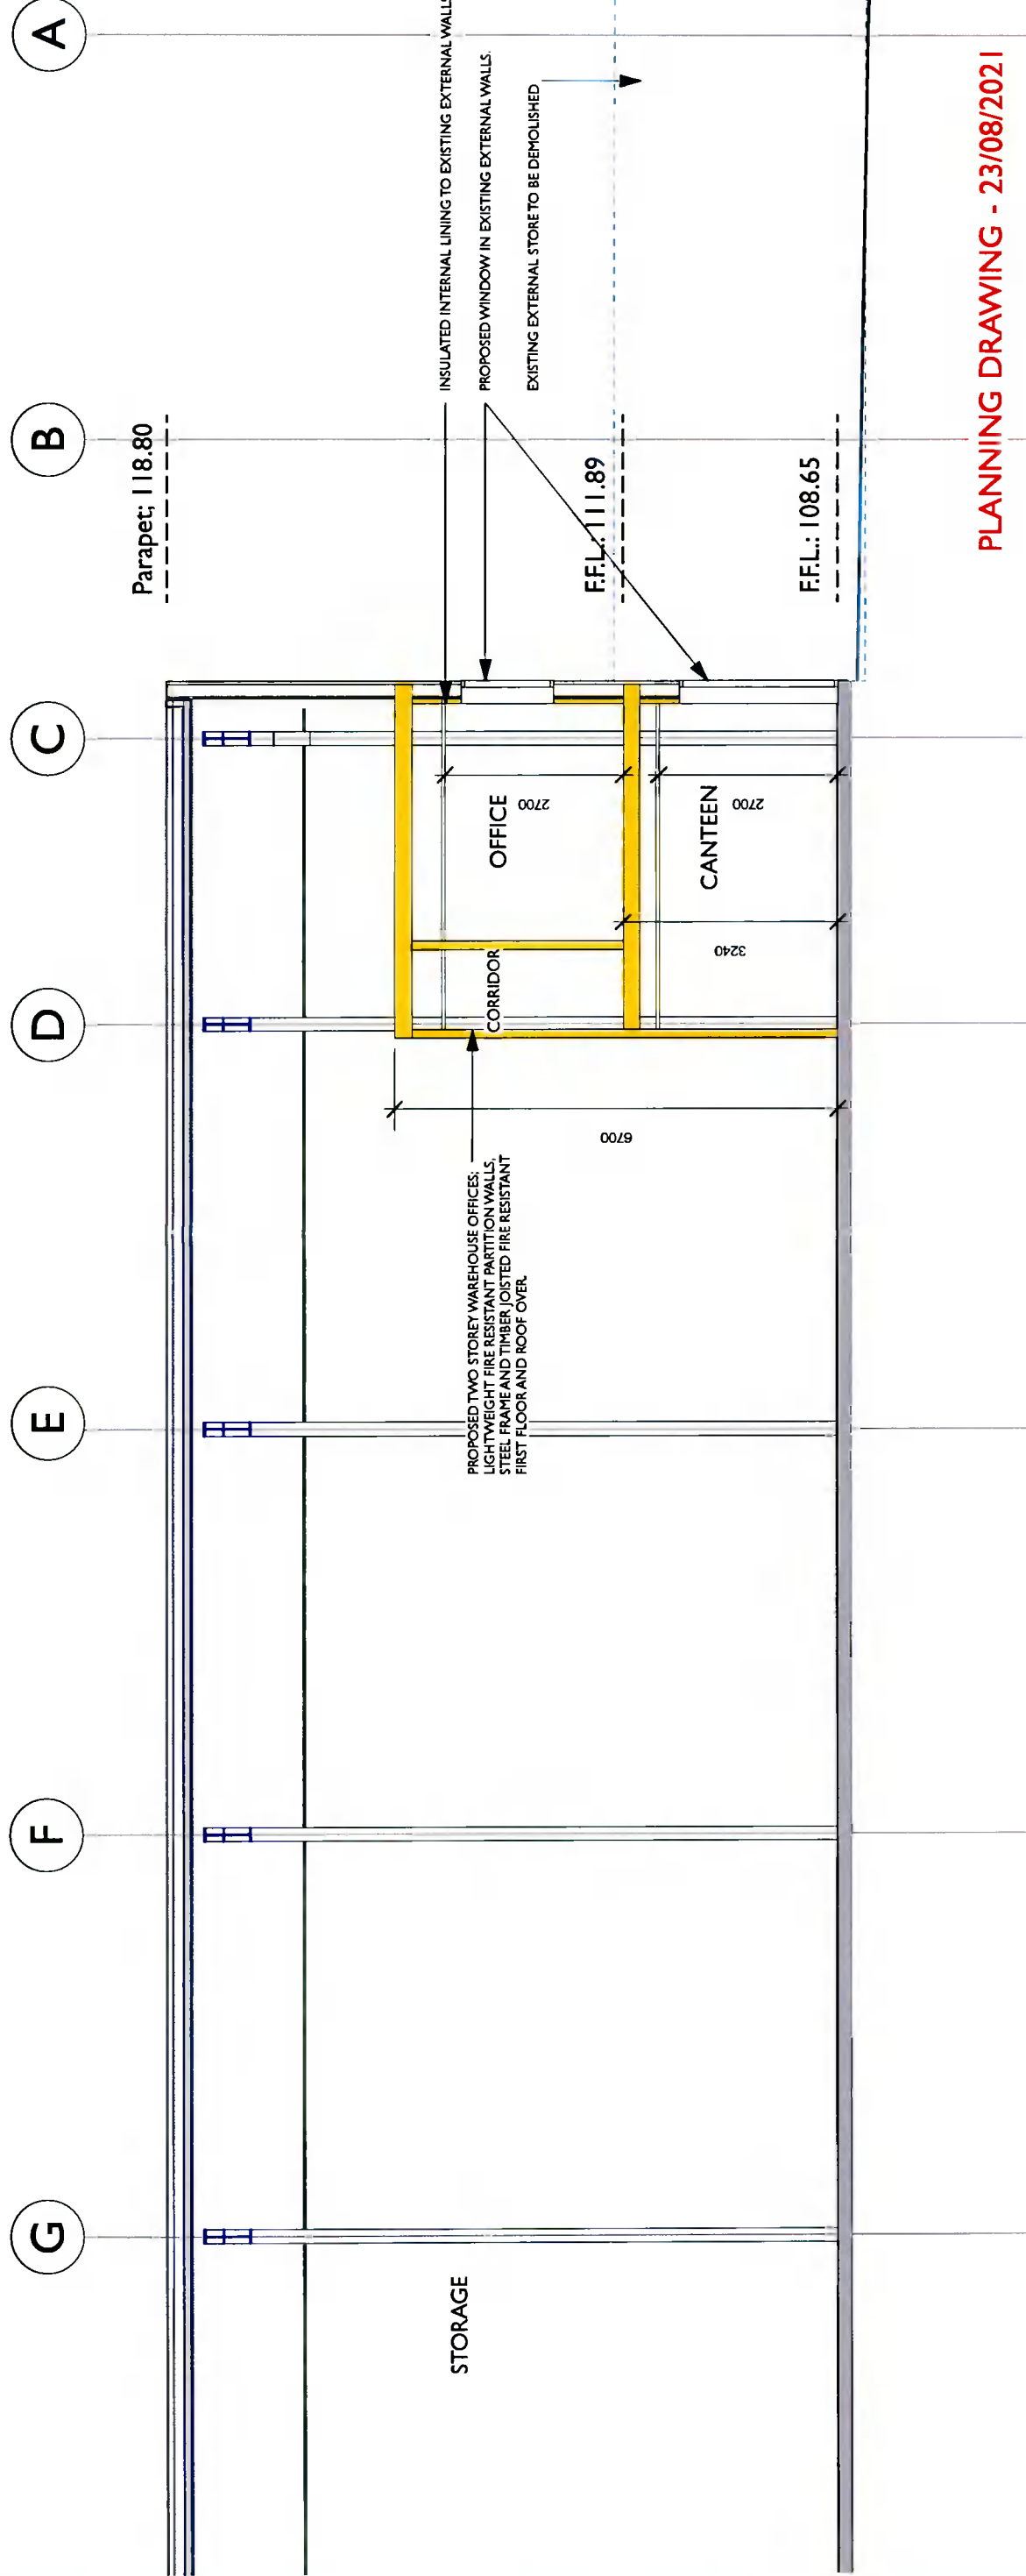 G
F
E
D
C
B
A
Parapet; 118.80
INSULATED INTERNAL LINING TO EXISTING EXTERNAL WALLS
PROPOSED WINDOW IN EXISTING EXTERNAL WALLS.
EXISTING EXTERNAL STORE TO BE DEMOLISHED
STORAGE
PROPOSED TWO STOREY WAREHOUSE OFFICES;
LIGHTWEIGHT FIRE RESISTANT PARTITION WALLS,
STEEL FRAME AND TIMBER JOISTED FIRE RESISTANT
FIRST FLOOR AND ROOF OVER.
CORRIDOR
OFFICE
2700
F.F.L.: 111.89
6700
3240
CANTEEN
2700
F.F.L.: 108.65
PLANNING DRAWING - 23/08/2021